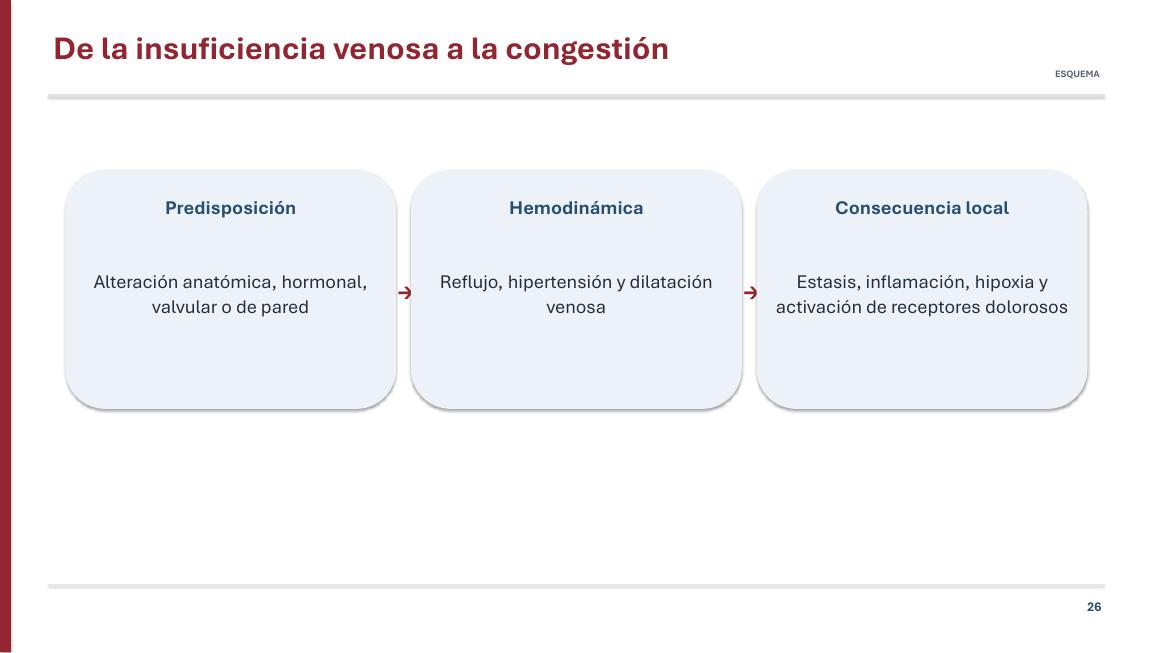 De la insuficiencia venosa a la congestión
ESQUEMA
Predisposición
Alteración anatómica, hormonal,
valvular o de pared
→
Hemodinámica
Reflujo, hipertensión y dilatación
venosa
→
Consecuencia local
Estasis, inflamación, hipoxia y
activación de receptores dolorosos
26